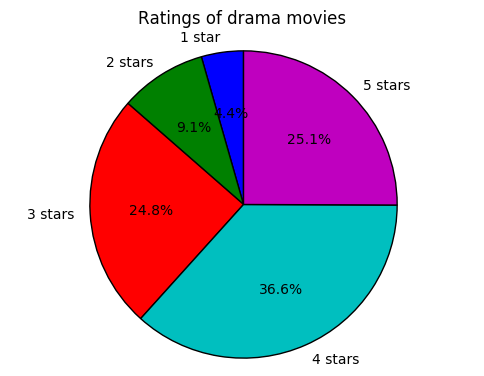 Ratings of drama movies
1 star
2 stars
5 stars
4.4%
9.1%
25.1%
24.8%
3 stars
36.6%
4 stars